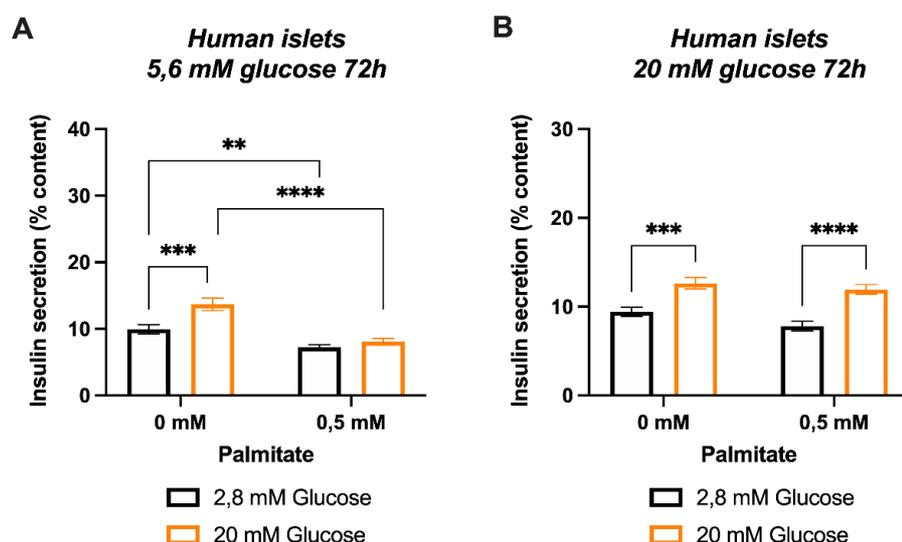 A
Human islets
5,6 mM glucose 72h
Insulin secretion (% content)
40
30
20
10
0
**
****
***
0 mM
0,5 mM
Palmitate
2,8 mM Glucose
20 mM Glucose
B
Human islets
20 mM glucose 72h
Insulin secretion (% content)
30
20
10
0
***
****
0 mM
0,5 mM
Palmitate
2,8 mM Glucose
20 mM Glucose